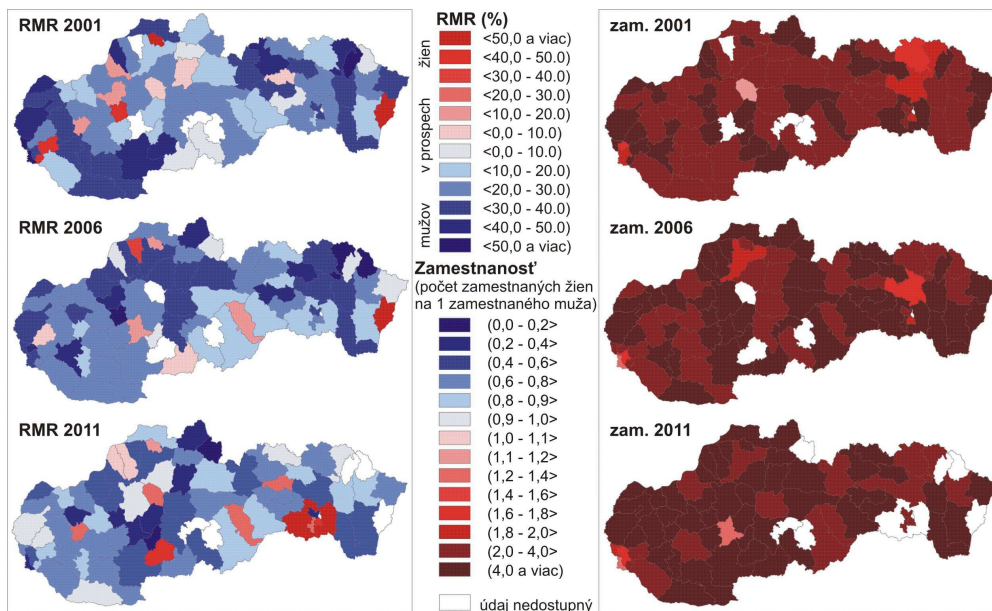 RMR 2001
RMR 2006
RMR 2011
RMR (%)
žien
v prospech
mužov
<50,0 a viac)
<40,0 - 50.0)
<30,0 - 40.0)
<20,0 - 30.0)
<10,0 - 20.0)
<0,0 - 10.0)
<0,0 - 10.0)
<10,0 - 20.0)
<20,0 - 30.0)
<30,0 - 40.0)
<40,0 - 50.0)
<50,0 a viac)
Zamestnanosť
(počet zamestnaných žien
na 1 zamestnaného muža)
(0,0 - 0,2>
(0,2 - 0,4>
(0,4 - 0,6>
(0,6 - 0,8>
(0,8 - 0,9>
(0,9 - 1,0>
(1,0 - 1,1>
(1,1 - 1,2>
(1,2 - 1,4>
(1,4 - 1,6>
(1,6 - 1,8>
(1,8 - 2,0>
(2,0 - 4,0>
(4,0 a viac)
údaj nedostupný
zam. 2001
zam. 2006
zam. 2011